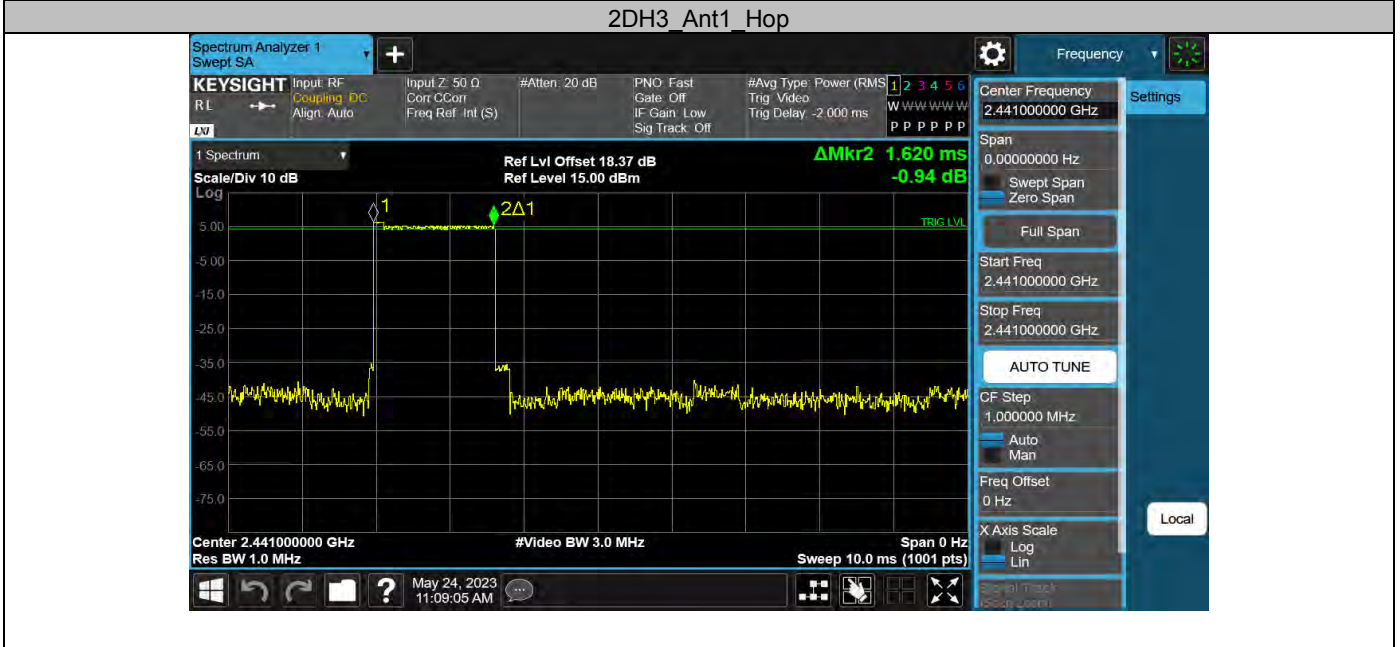 2DH3_Ant1_Hop
Spectrum Analyzer 1
Swept SA
Frequency
KEYSIGHT
RL
LXI
Input: RF
Coupling: DC
Align: Auto
Input Z: 50 Ω
Corr CCorr
Freq Ref: Int (S)
#Atten: 20 dB
PNO: Fast
Gate: Off
IF Gain: Low
Sig Track: Off
#Avg Type: Power (RMS
Trig: Video
Trig Delay: -2.000 ms
1 2 3 4 5 6
W W W W W W
P P P P P P
1 Spectrum
Scale/Div 10 dB
Log
Ref Lvl Offset 18.37 dB
Ref Level 15.00 dBm
ΔMkr2 1.620 ms
-0.94 dB
1
2Δ1
TRIG LVL
5.00
-5.00
-15.0
-25.0
-35.0
-45.0
-55.0
-65.0
-75.0
Center 2.441000000 GHz
Res BW 1.0 MHz
#Video BW 3.0 MHz
Span 0 Hz
Sweep 10.0 ms (1001 pts)
?
May 24, 2023
11:09:05 AM
Center Frequency
2.441000000 GHz
Settings
Span
0.00000000 Hz
Swept Span
Zero Span
Full Span
Start Freq
2.441000000 GHz
Stop Freq
2.441000000 GHz
AUTO TUNE
CF Step
1.000000 MHz
Auto
Man
Freq Offset
0 Hz
X Axis Scale
Log
Lin
Local